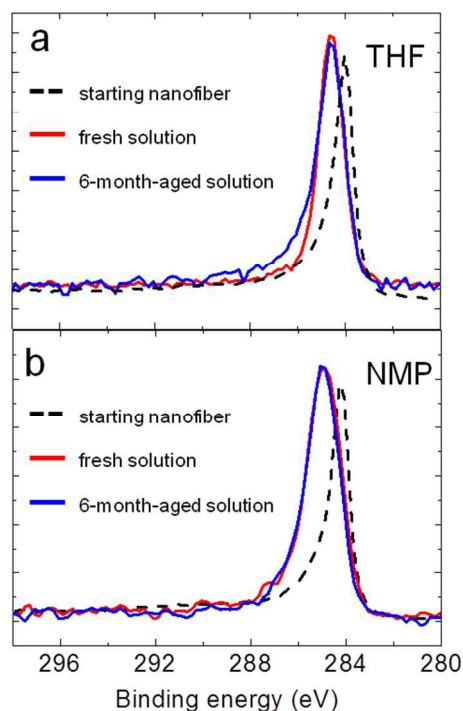 a
THF
starting nanofiber
fresh solution
6-month-aged solution
b
NMP
starting nanofiber
fresh solution
6-month-aged solution
296 292 288 284 280
Binding energy (eV)